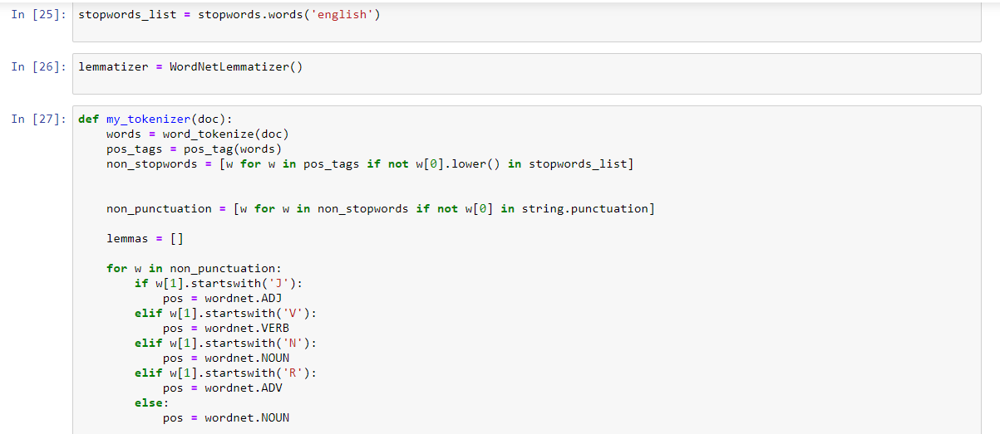 In [25]: stopwords_list = stopwords.words('english')
In [26]: lemmatizer = WordNetLemmatizer()
In [27]: def my_tokenizer(doc):
    words = word_tokenize(doc)
    pos_tags = pos_tag(words)
    non_stopwords = [w for w in pos_tags if not w[0].lower() in stopwords_list]
    non_punctuation = [w for w in non_stopwords if not w[0] in string.punctuation]
    lemmas = []
    for w in non_punctuation:
        if w[1].startswith('J'):
            pos = wordnet.ADJ
        elif w[1].startswith('V'):
            pos = wordnet.VERB
        elif w[1].startswith('N'):
            pos = wordnet.NOUN
        elif w[1].startswith('R'):
            pos = wordnet.ADV
        else:
            pos = wordnet.NOUN